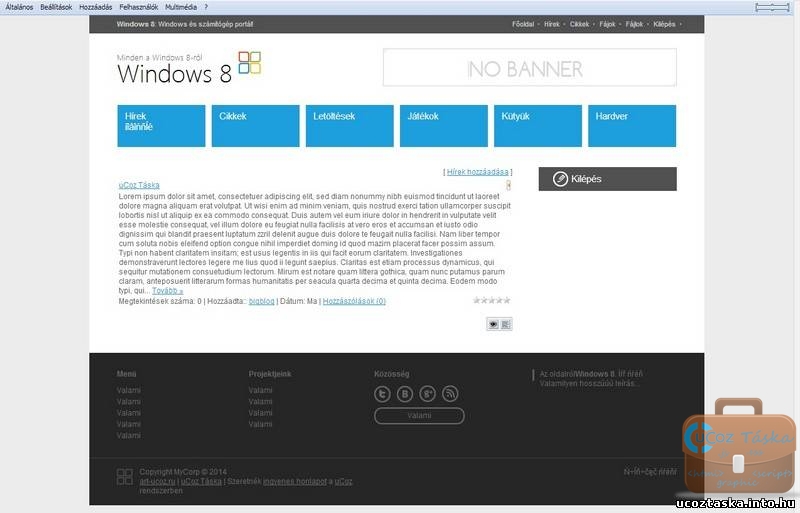 Általános Beállítások Hozzáadás Felhasználók Multimédia ?
Windows 8: Windows és számítógép portál! Főoldal · Hírek · Cikkek · Fájok · Fájlok · Kilépés ·
Minden a Windows 8-ról
Windows 8
NO BANNER
Hírek
Cikkek
Letöltések
Játékok
Kütyük
Hardver
[ Hírek hozzáadása ]
Kilépés
uCoz Táska
Lorem ipsum dolor sit amet, consectetuer adipiscing elit, sed diam nonummy nibh euismod tincidunt ut laoreet
dolore magna aliquam erat volutpat. Ut wisi enim ad minim veniam, quis nostrud exerci tation ullamcorper suscipit
lobortis nisl ut aliquip ex ea commodo consequat. Duis autem vel eum iriure dolor in hendrerit in vulputate velit
esse molestie consequat, vel illum dolore eu feugiat nulla facilisis at vero eros et accumsan et iusto odio
dignissim qui blandit praesent luptatum zzril delenit augue duis dolore te feugait nulla facilisi. Nam liber tempor
cum soluta nobis eleifend option congue nihil imperdiet doming id quod mazim placerat facer possim assum.
Typi non habent claritatem insitam; est usus legentis in iis qui facit eorum claritatem. Investigationes
demonstraverunt lectores legere me lius quod ii legunt saepius. Claritas est etiam processus dynamicus, qui
sequitur mutationem consuetudium lectorum. Mirum est notare quam littera gothica, quam nunc putamus parum
claram, anteposuerit litterarum formas humanitatis per seacula quarta decima et quinta decima. Eodem modo
typi, qui... Tovább »
Megtekintések száma: 0 | Hozzáadta:: bigblog | Dátum: Ma | Hozzászólások (0)
Menü
Valami
Valami
Valami
Valami
Valami
Projektjeink
Valami
Valami
Valami
Valami
Közösség
Valami
Az oldalról Windows 8.
Valamilyen hosszúúú leírás...
Copyright MyCorp © 2014
art-ucoz.ru | uCoz Táska | Szeretnék ingyenes honlapot a uCoz
rendszerben
uCoz Táska
scripts
graphic
ucoztaska.into.hu